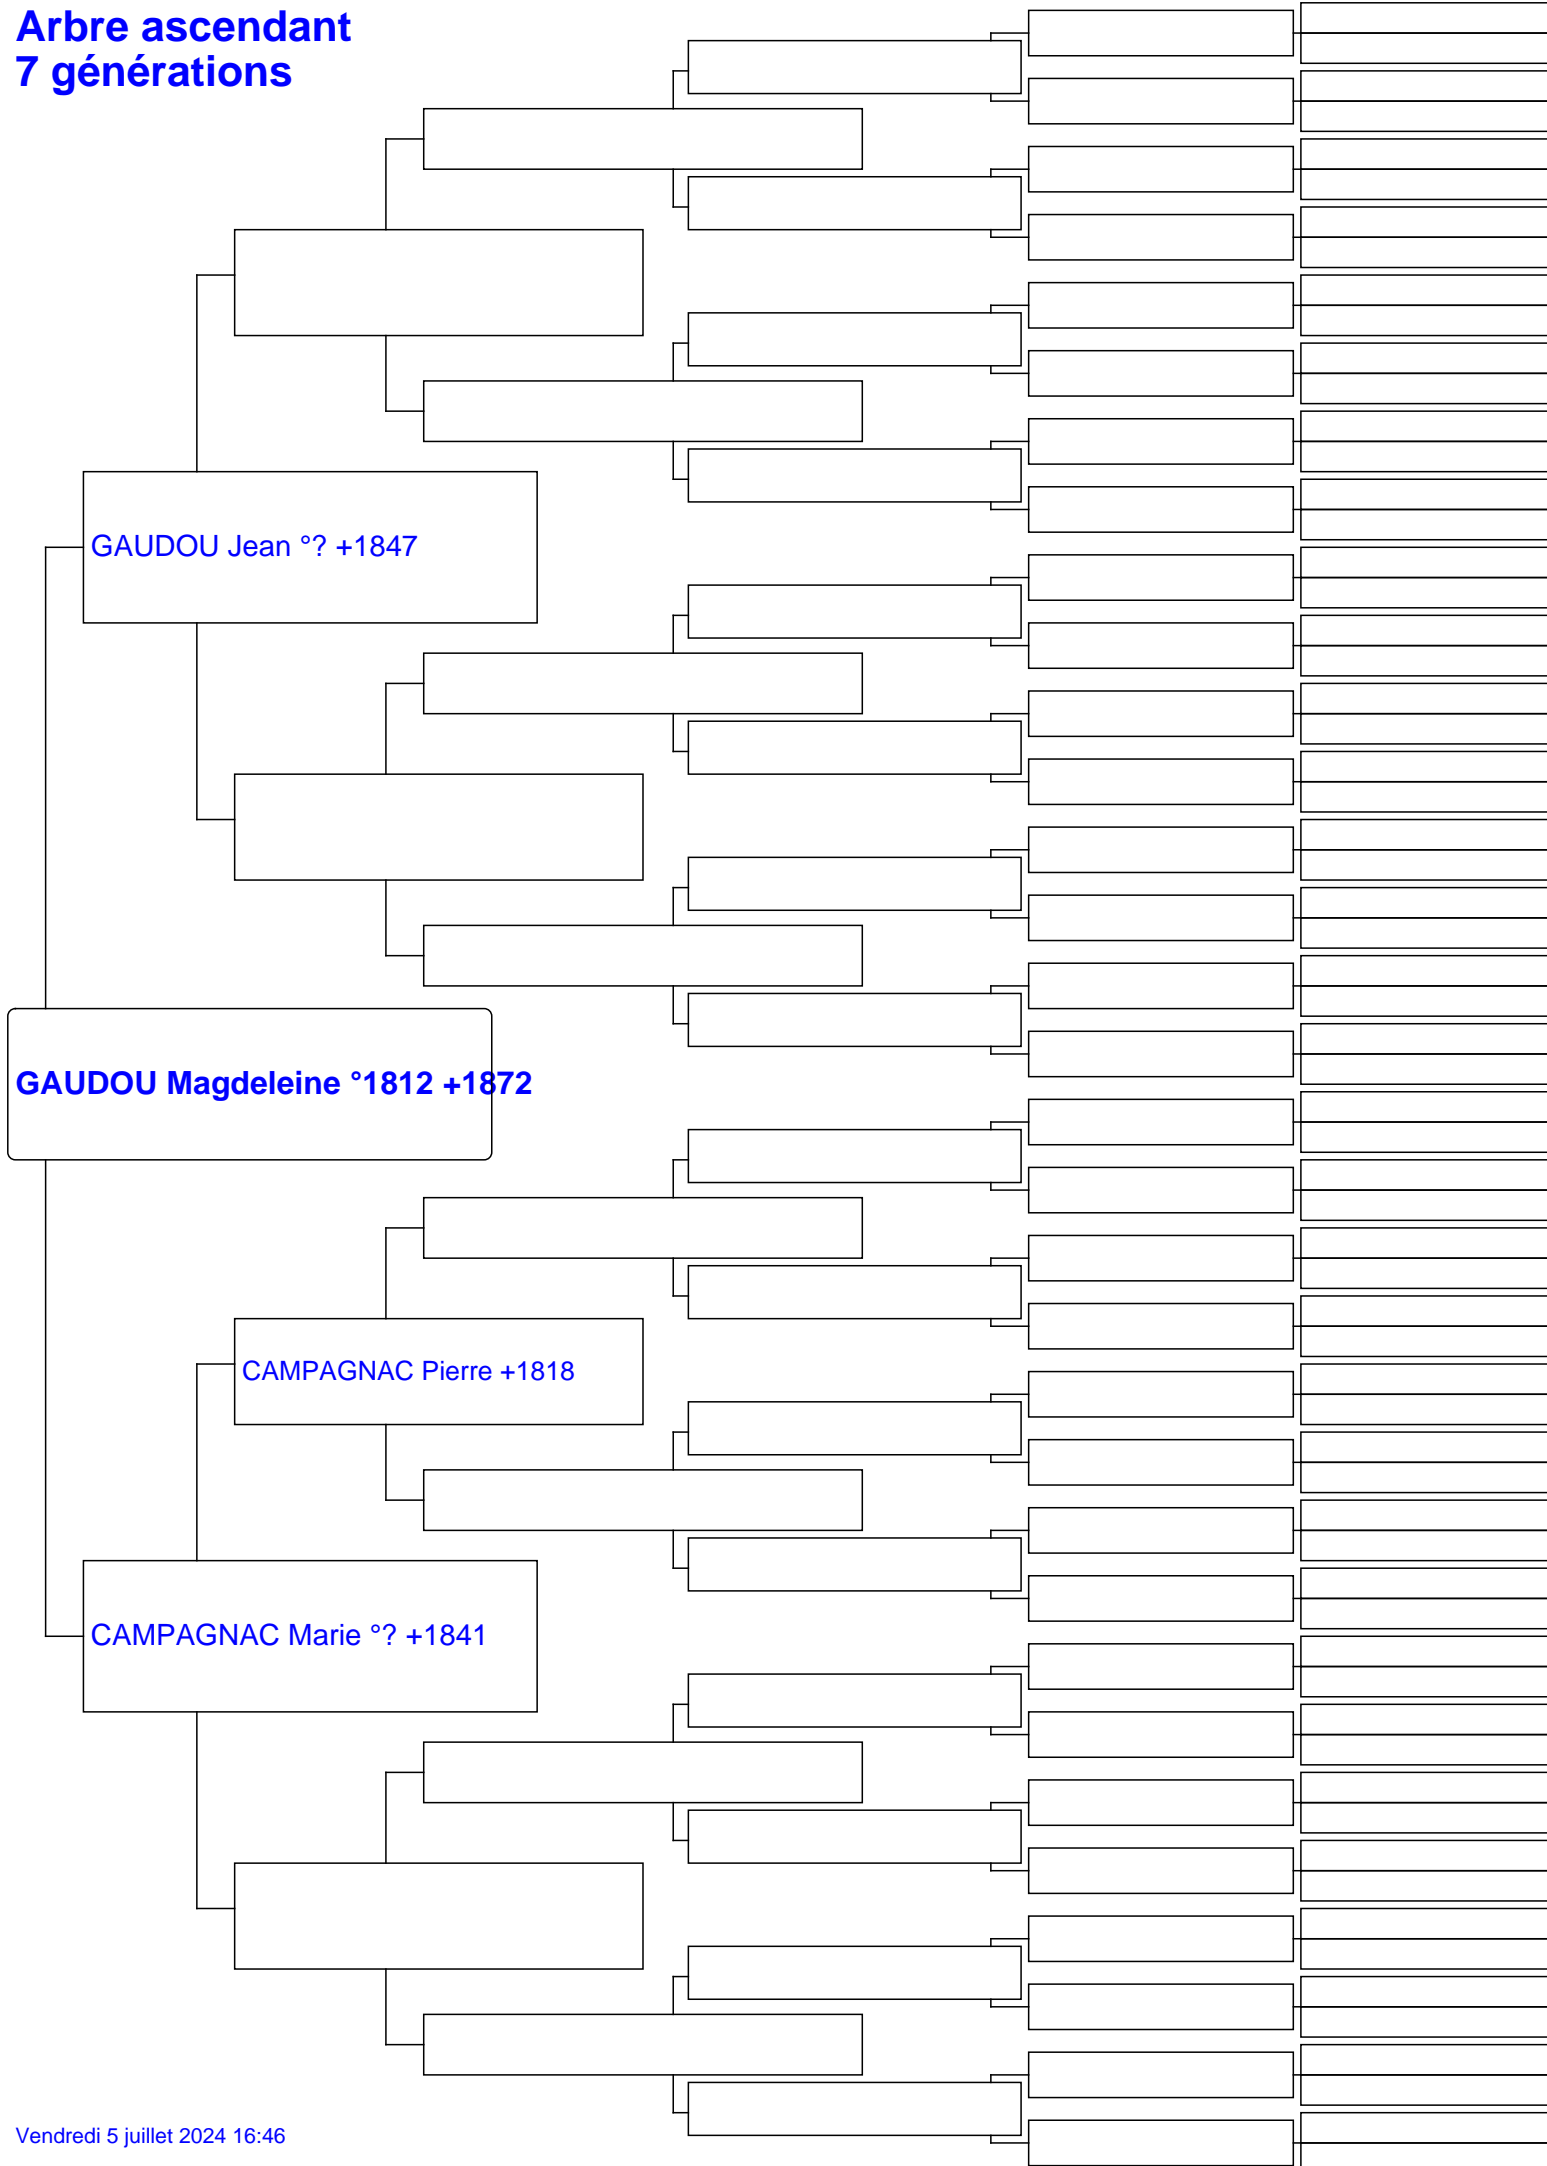 Arbre ascendant
7 générations
GAUDOU Jean °? +1847
GAUDOU Magdeleine °1812 +1872
CAMPAGNAC Pierre +1818
CAMPAGNAC Marie °? +1841
Vendredi 5 juillet 2024 16:46